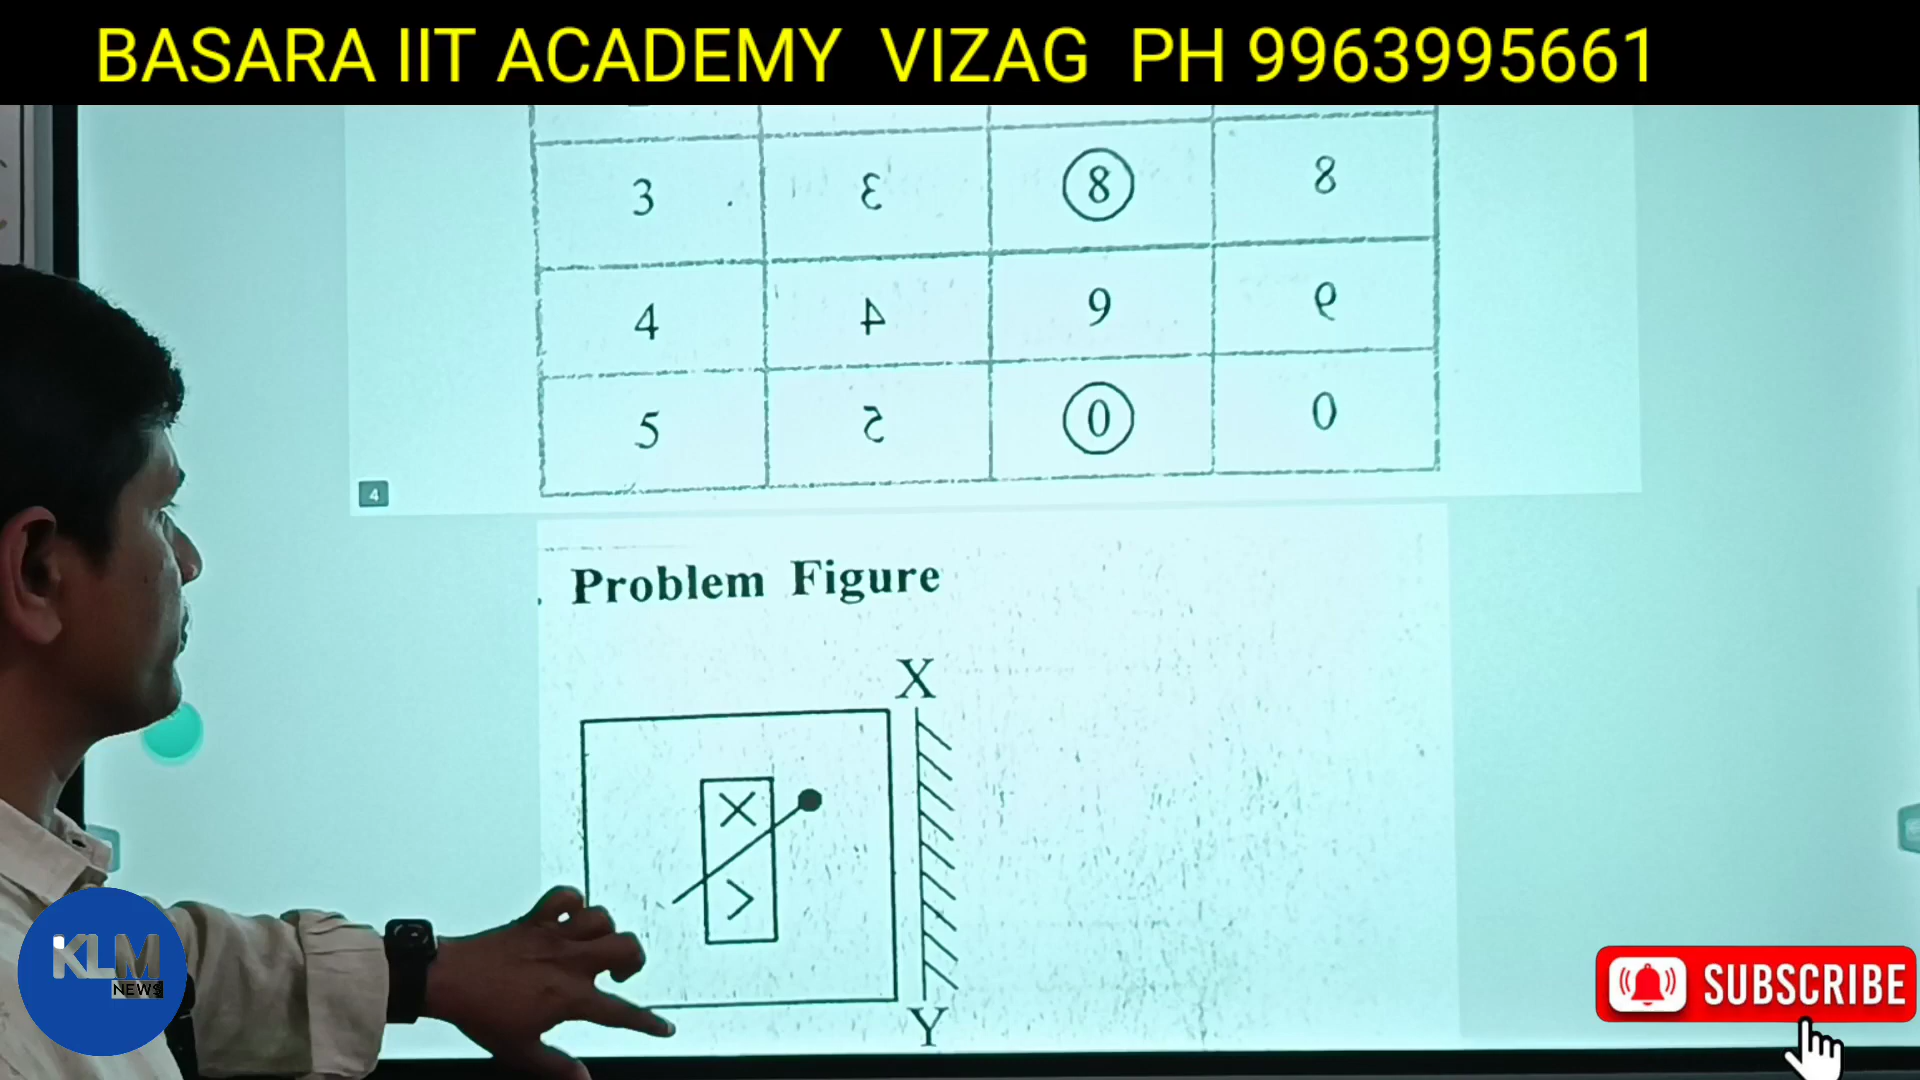 BASARA IIT ACADEMY VIZAG PH 9963995661
3 Ɛ 8 8
4 4 9 9
5 5 0 0
4
Problem Figure
X
X
>
Y
KLM
NEWS
SUBSCRIBE